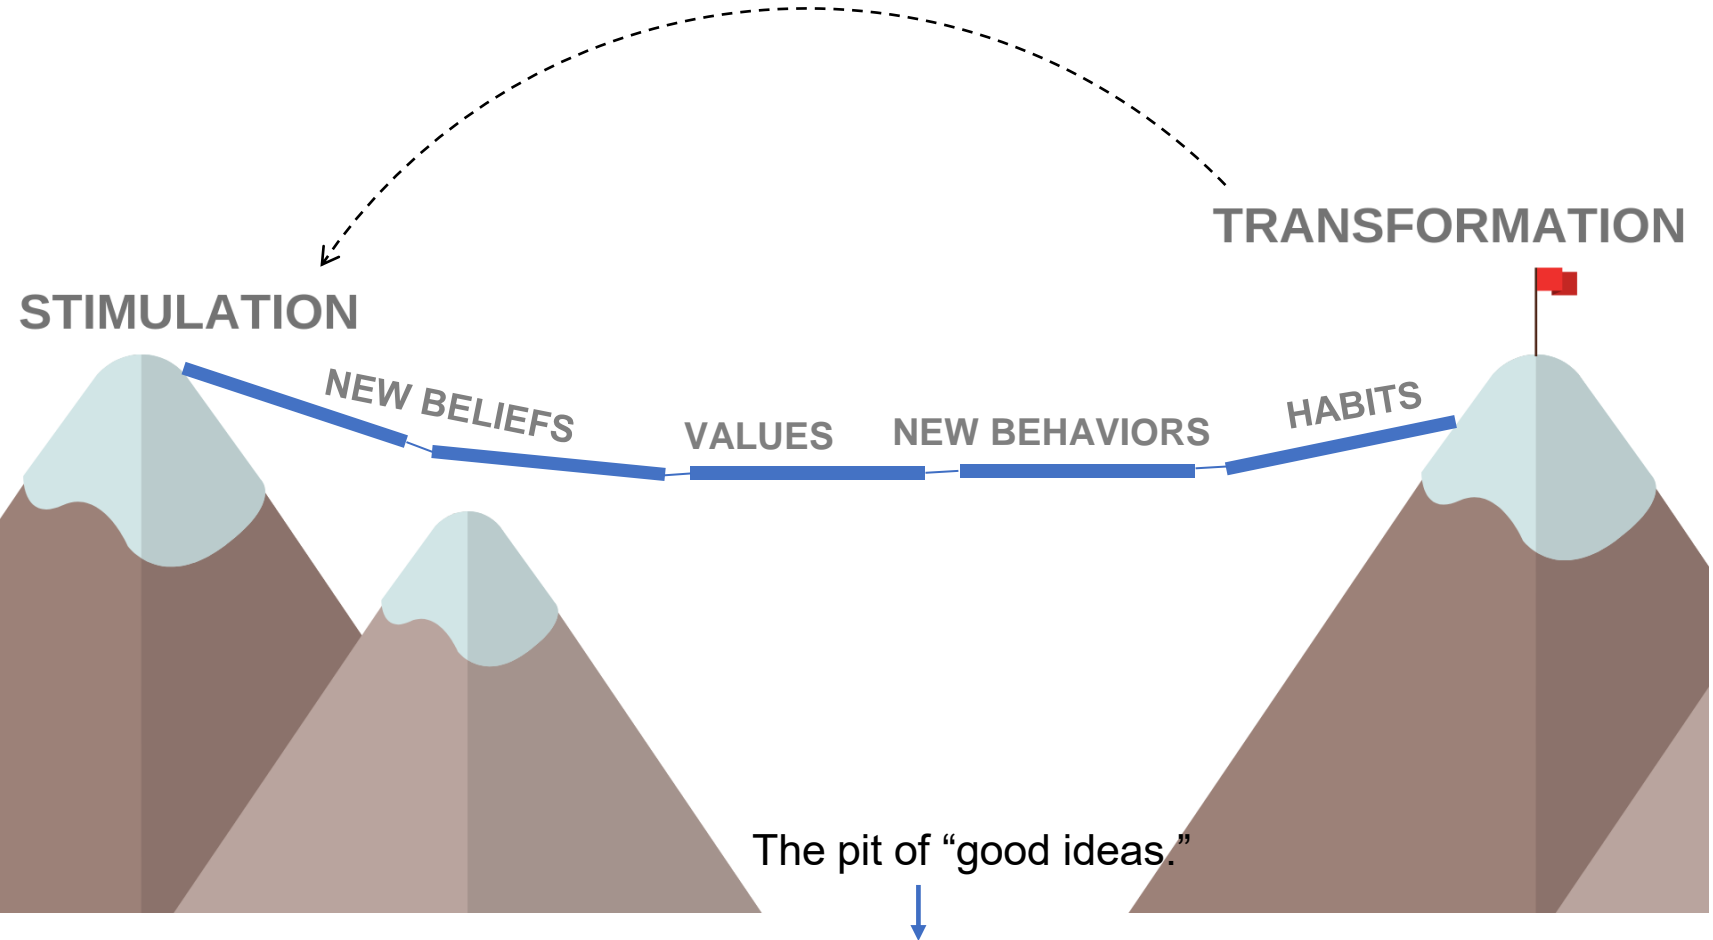 TRANSFORMATION
STIMULATION
NEW BELIEFS
VALUES
NEW BEHAVIORS
HABITS
The pit of “good ideas.”